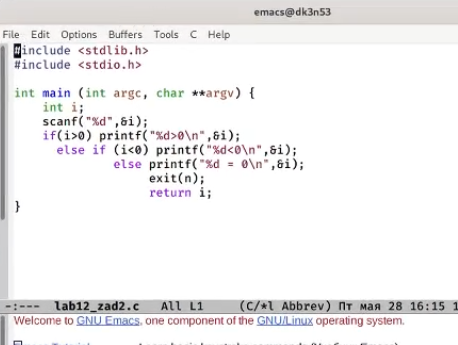 emacs@dk3n53
File Edit Options Buffers Tools C Help
#include <stdlib.h>
#include <stdio.h>
int main (int argc, char **argv) {
int i;
scanf("%d",&i);
if(i>0) printf("%d>0\n",&i);
else if (i<0) printf("%d<0\n",&i);
else printf("%d = 0\n",&i);
exit(n);
return i;
}
-:--- lab12_zad2.c All L1 (C/*l Abbrev) Пт мая 28 16:15 1
Welcome to GNU Emacs, one component of the GNU/Linux operating system.